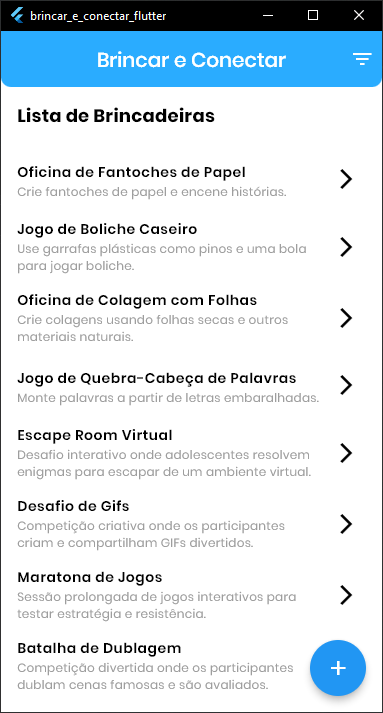 brincar_e_conectar_flutter
Brincar e Conectar
Lista de Brincadeiras
Oficina de Fantoches de Papel
Crie fantoches de papel e encene histórias.
Jogo de Boliche Caseiro
Use garrafas plásticas como pinos e uma bola
para jogar boliche.
Oficina de Colagem com Folhas
Crie colagens usando folhas secas e outros
materiais naturais.
Jogo de Quebra-Cabeça de Palavras
Monte palavras a partir de letras embaralhadas.
Escape Room Virtual
Desafio interativo onde adolescentes resolvem
enigmas para escapar de um ambiente virtual.
Desafio de Gifs
Competição criativa onde os participantes
criam e compartilham GIFs divertidos.
Maratona de Jogos
Sessão prolongada de jogos interativos para
testar estratégia e resistência.
Batalha de Dublagem
Competição divertida onde os participantes
dublam cenas famosas e são avaliados.